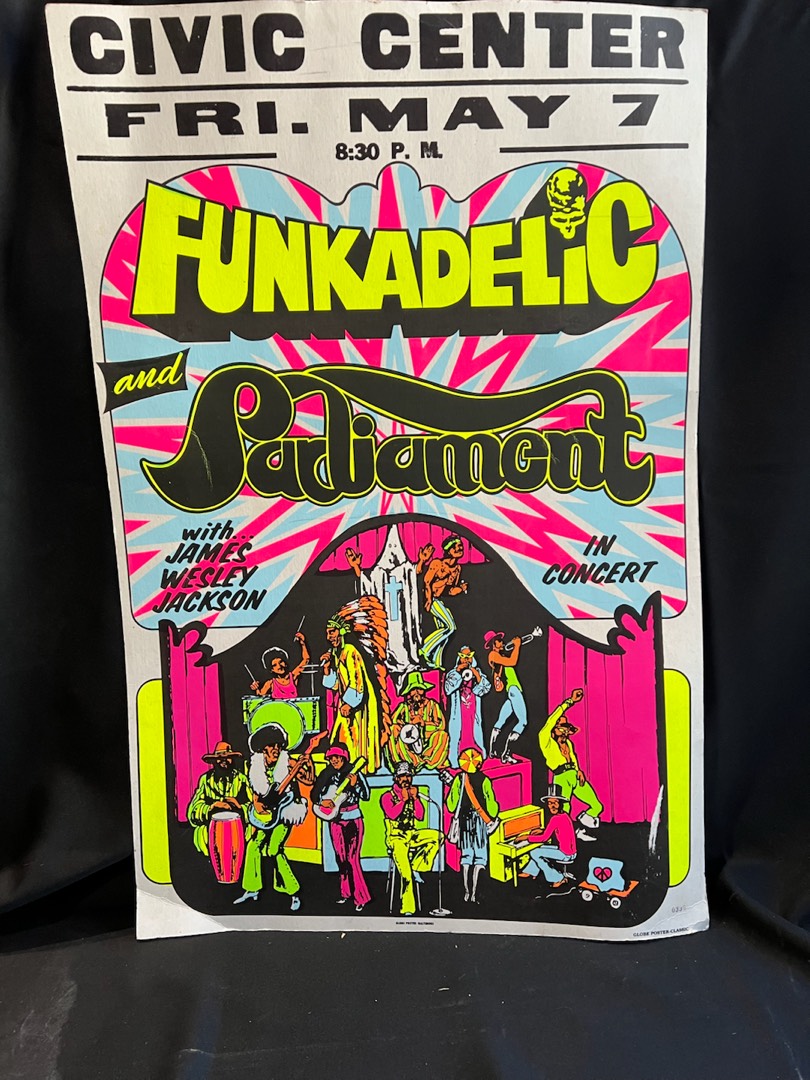 CIVIC CENTER
FRI. MAY 7
8:30 P. M.
FUNKADELiC
and
Parliament
with...
JAMES
WESLEY
JACKSON
IN
CONCERT
GLOBE POSTER-CLASSIC